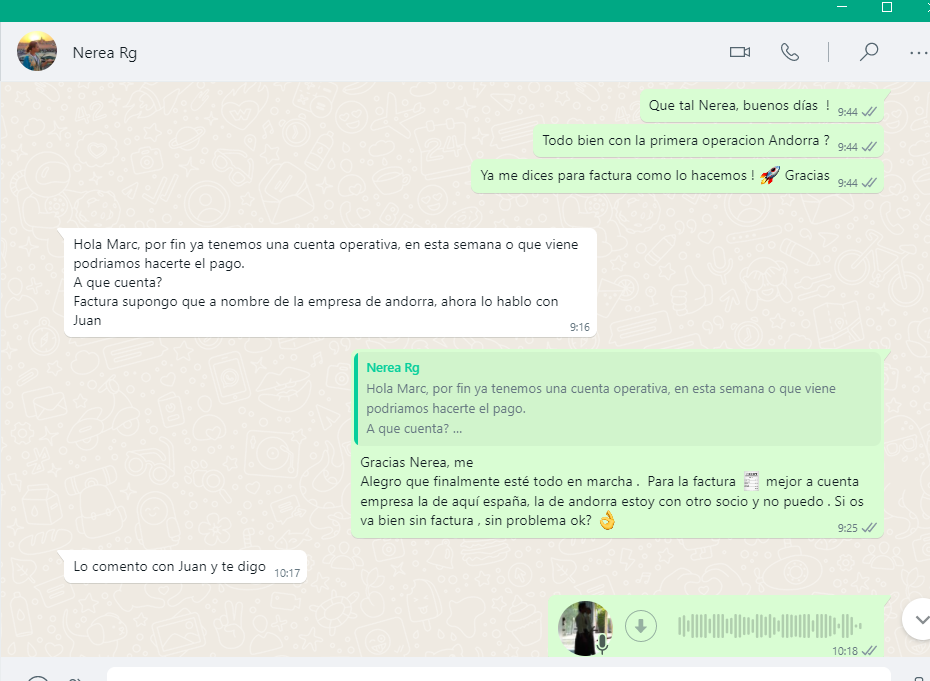 Nerea Rg
Que tal Nerea, buenos días  ! 9:44
Todo bien con la primera operacion Andorra ? 9:44
Ya me dices para factura como lo hacemos ! 🚀 Gracias 9:44
Hola Marc, por fin ya tenemos una cuenta operativa, en esta semana o que viene
podriamos hacerte el pago.
A que cuenta?
Factura supongo que a nombre de la empresa de andorra, ahora lo hablo con
Juan 9:16
Nerea Rg
Hola Marc, por fin ya tenemos una cuenta operativa, en esta semana o que viene
podriamos hacerte el pago.
A que cuenta? ...
Gracias Nerea, me
Alegro que finalmente esté todo en marcha .  Para la factura 🧾 mejor a cuenta
empresa la de aquí españa, la de andorra estoy con otro socio y no puedo . Si os
va bien sin factura , sin problema ok? 👌 9:25
Lo comento con Juan y te digo 10:17
10:18